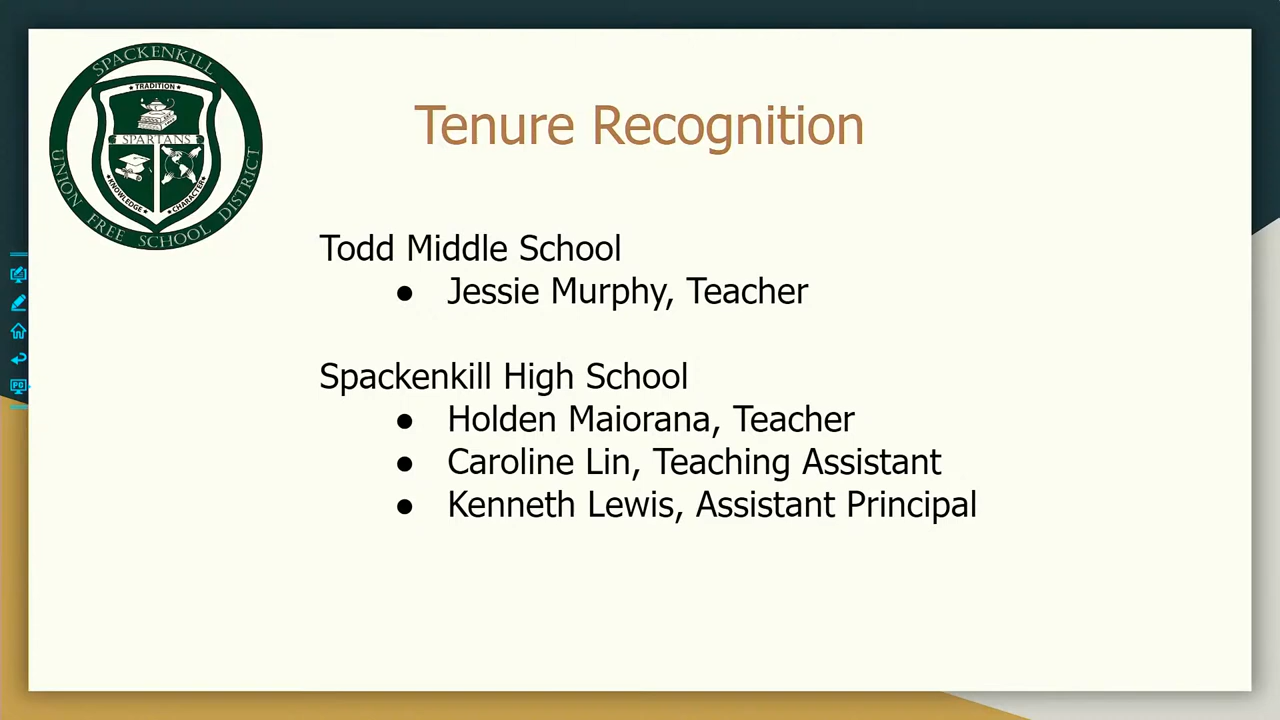 SPACKENKILL
UNION FREE SCHOOL DISTRICT
TRADITION
SPARTANS
KNOWLEDGE
CHARACTER
Tenure Recognition
Todd Middle School
● Jessie Murphy, Teacher
Spackenkill High School
● Holden Maiorana, Teacher
● Caroline Lin, Teaching Assistant
● Kenneth Lewis, Assistant Principal
PC